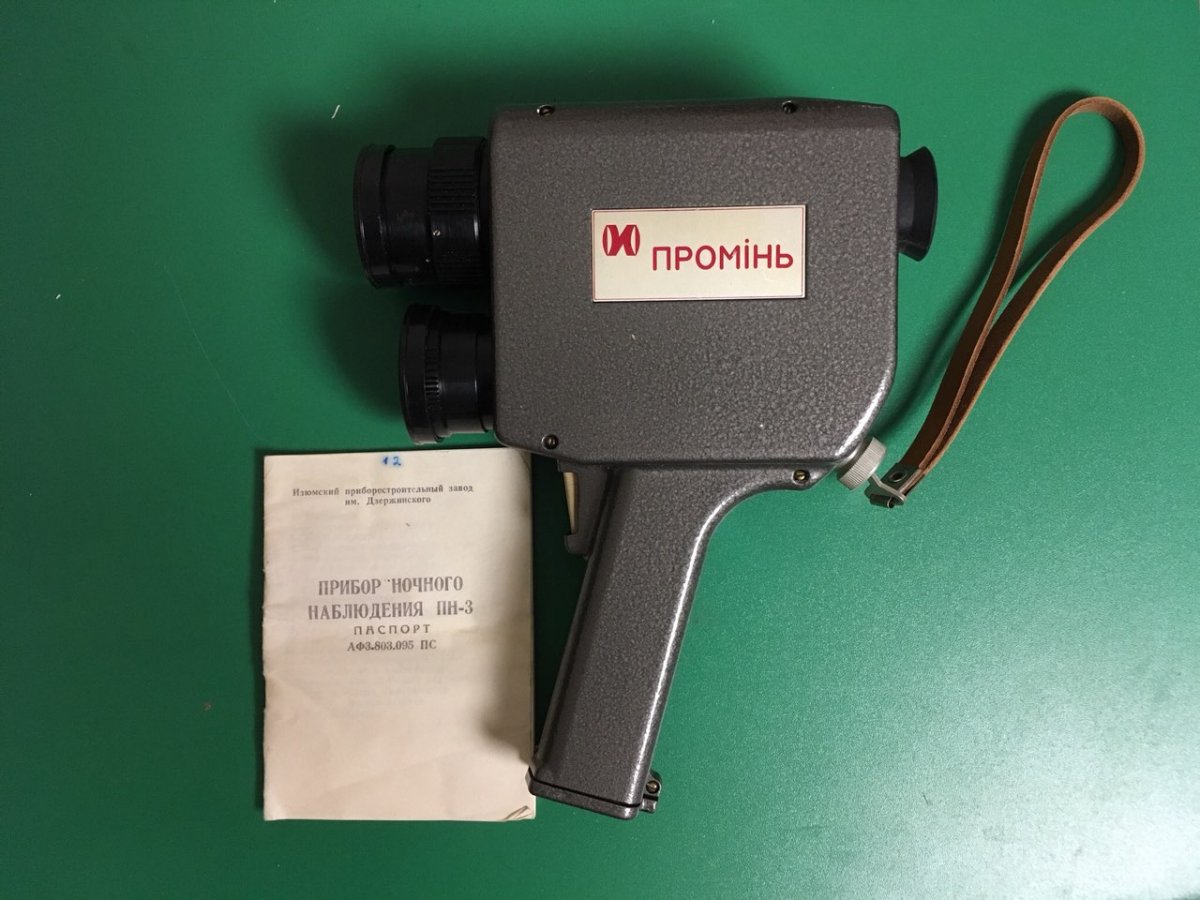 ПРОМіНЬ
12
Изюмский приборостроительный завод
им. Дзержинского
ПРИБОР НОЧНОГО
НАБЛЮДЕНИЯ ПН-3
ПАСПОРТ
АФ3.803.095 ПС